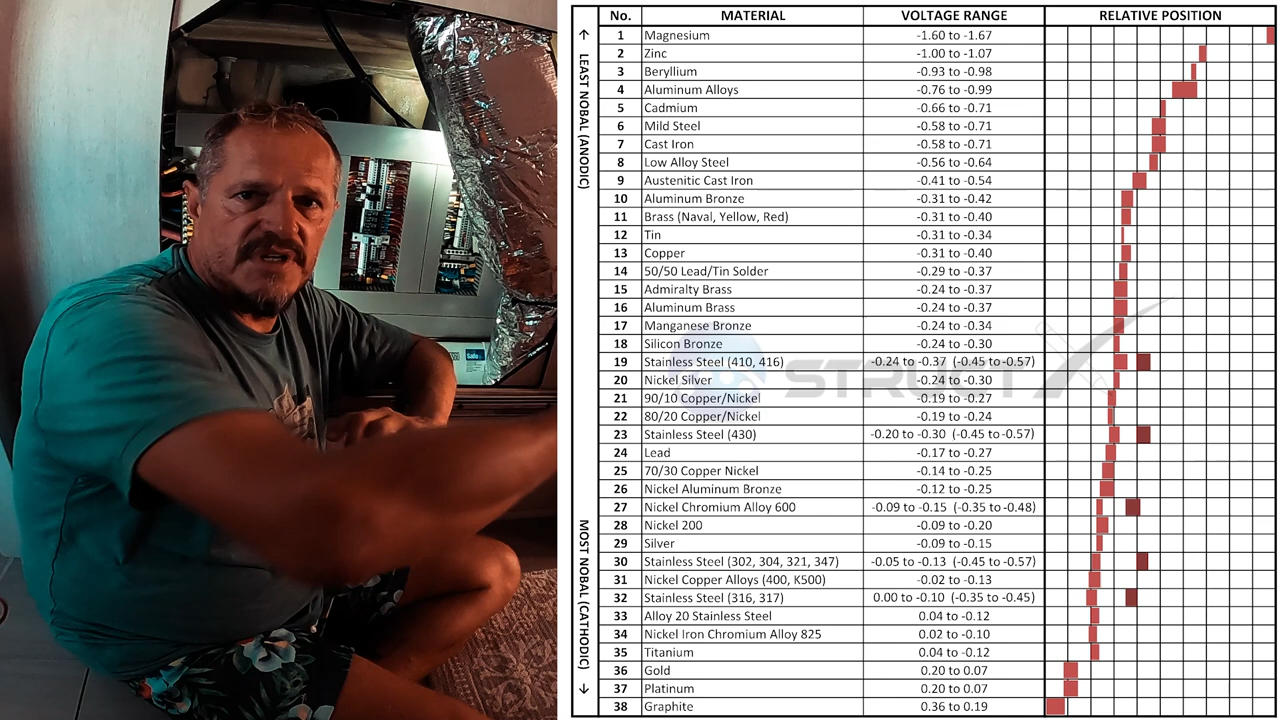 No. MATERIAL VOLTAGE RANGE RELATIVE POSITION
LEAST NOBAL (ANODIC)
1 Magnesium -1.60 to -1.67
2 Zinc -1.00 to -1.07
3 Beryllium -0.93 to -0.98
4 Aluminum Alloys -0.76 to -0.99
5 Cadmium -0.66 to -0.71
6 Mild Steel -0.58 to -0.71
7 Cast Iron -0.58 to -0.71
8 Low Alloy Steel -0.56 to -0.64
9 Austenitic Cast Iron -0.41 to -0.54
10 Aluminum Bronze -0.31 to -0.42
11 Brass (Naval, Yellow, Red) -0.31 to -0.40
12 Tin -0.31 to -0.34
13 Copper -0.31 to -0.40
14 50/50 Lead/Tin Solder -0.29 to -0.37
15 Admiralty Brass -0.24 to -0.37
16 Aluminum Brass -0.24 to -0.37
17 Manganese Bronze -0.24 to -0.34
18 Silicon Bronze -0.24 to -0.30
19 Stainless Steel (410, 416) -0.24 to -0.37 (-0.45 to -0.57)
20 Nickel Silver -0.24 to -0.30
21 90/10 Copper/Nickel -0.19 to -0.27
22 80/20 Copper/Nickel -0.19 to -0.24
23 Stainless Steel (430) -0.20 to -0.30 (-0.45 to -0.57)
24 Lead -0.17 to -0.27
25 70/30 Copper Nickel -0.14 to -0.25
26 Nickel Aluminum Bronze -0.12 to -0.25
27 Nickel Chromium Alloy 600 -0.09 to -0.15 (-0.35 to -0.48)
28 Nickel 200 -0.09 to -0.20
29 Silver -0.09 to -0.15
30 Stainless Steel (302, 304, 321, 347) -0.05 to -0.13 (-0.45 to -0.57)
31 Nickel Copper Alloys (400, K500) -0.02 to -0.13
32 Stainless Steel (316, 317) 0.00 to -0.10 (-0.35 to -0.45)
33 Alloy 20 Stainless Steel 0.04 to -0.12
34 Nickel Iron Chromium Alloy 825 0.02 to -0.10
35 Titanium 0.04 to -0.12
36 Gold 0.20 to 0.07
37 Platinum 0.20 to 0.07
38 Graphite 0.36 to 0.19
MOST NOBAL (CATHODIC)
STRUCTX